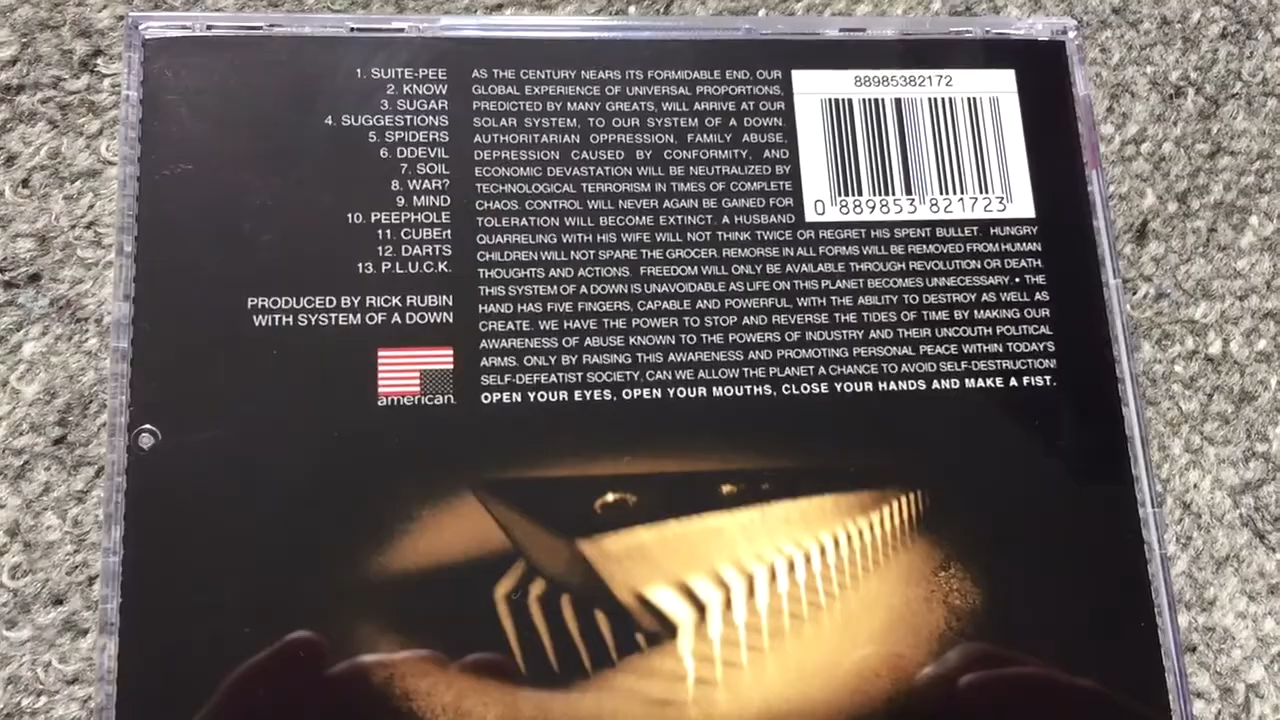 1. SUITE-PEE
2. KNOW
3. SUGAR
4. SUGGESTIONS
5. SPIDERS
6. DDEVIL
7. SOIL
8. WAR?
9. MIND
10. PEEPHOLE
11. CUBErt
12. DARTS
13. P.L.U.C.K.
PRODUCED BY RICK RUBIN
WITH SYSTEM OF A DOWN
american.
AS THE CENTURY NEARS ITS FORMIDABLE END, OUR
GLOBAL EXPERIENCE OF UNIVERSAL PROPORTIONS,
PREDICTED BY MANY GREATS, WILL ARRIVE AT OUR
SOLAR SYSTEM, TO OUR SYSTEM OF A DOWN.
AUTHORITARIAN OPPRESSION, FAMILY ABUSE,
DEPRESSION CAUSED BY CONFORMITY, AND
ECONOMIC DEVASTATION WILL BE NEUTRALIZED BY
TECHNOLOGICAL TERRORISM IN TIMES OF COMPLETE
CHAOS. CONTROL WILL NEVER AGAIN BE GAINED FOR
TOLERATION WILL BECOME EXTINCT. A HUSBAND
QUARRELING WITH HIS WIFE WILL NOT THINK TWICE OR REGRET HIS SPENT BULLET. HUNGRY
CHILDREN WILL NOT SPARE THE GROCER. REMORSE IN ALL FORMS WILL BE REMOVED FROM HUMAN
THOUGHTS AND ACTIONS. FREEDOM WILL ONLY BE AVAILABLE THROUGH REVOLUTION OR DEATH.
THIS SYSTEM OF A DOWN IS UNAVOIDABLE AS LIFE ON THIS PLANET BECOMES UNNECESSARY. • THE
HAND HAS FIVE FINGERS, CAPABLE AND POWERFUL, WITH THE ABILITY TO DESTROY AS WELL AS
CREATE. WE HAVE THE POWER TO STOP AND REVERSE THE TIDES OF TIME BY MAKING OUR
AWARENESS OF ABUSE KNOWN TO THE POWERS OF INDUSTRY AND THEIR UNCOUTH POLITICAL
ARMS. ONLY BY RAISING THIS AWARENESS AND PROMOTING PERSONAL PEACE WITHIN TODAY'S
SELF-DEFEATIST SOCIETY, CAN WE ALLOW THE PLANET A CHANCE TO AVOID SELF-DESTRUCTION!
OPEN YOUR EYES, OPEN YOUR MOUTHS, CLOSE YOUR HANDS AND MAKE A FIST.
88985382172
0 889853 821723